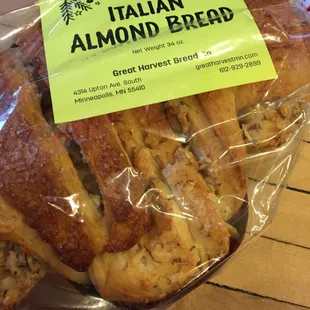 ITALIAN
ALMOND BREAD
Net Weight 34 oz.
Great Harvest Bread Co.
4314 Upton Ave. South
Minneapolis, MN 55410
greatharvestmn.com
612-929-2899